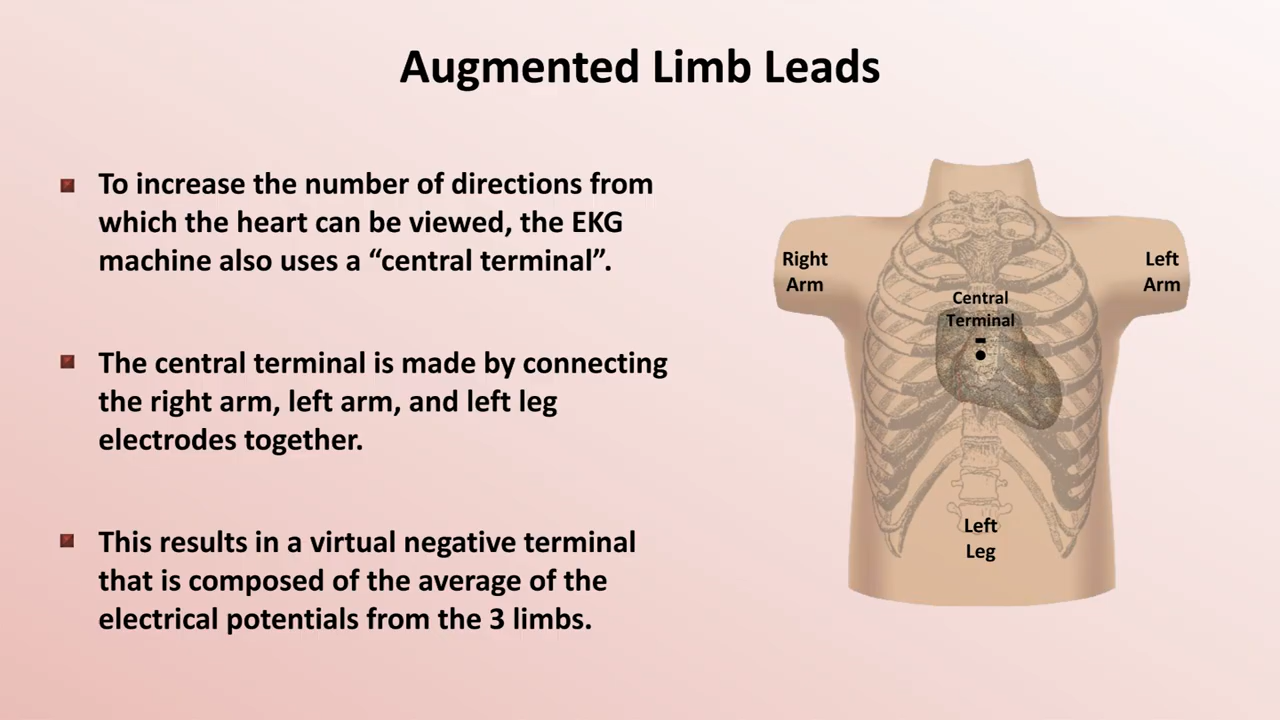 Augmented Limb Leads
To increase the number of directions from
which the heart can be viewed, the EKG
machine also uses a “central terminal”.
The central terminal is made by connecting
the right arm, left arm, and left leg
electrodes together.
This results in a virtual negative terminal
that is composed of the average of the
electrical potentials from the 3 limbs.
Right
Arm
Left
Arm
Central
Terminal
-
Left
Leg